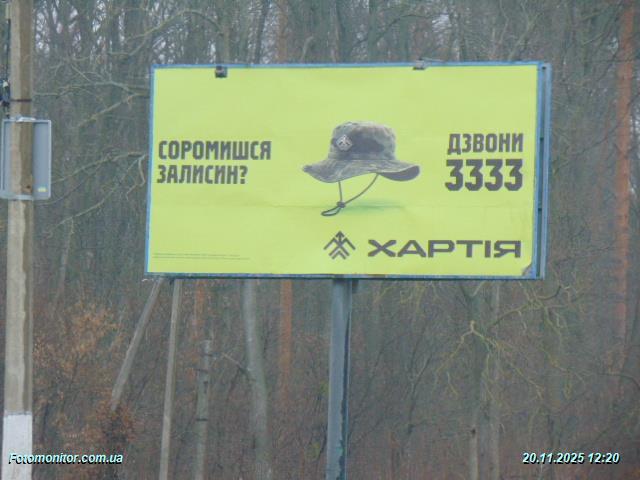 СОРОМИШСЯ
ЗАЛИСИН?
ДЗВОНИ
3333
ХАРТІЯ
Fotomonitor.com.ua
20.11.2025 12:20